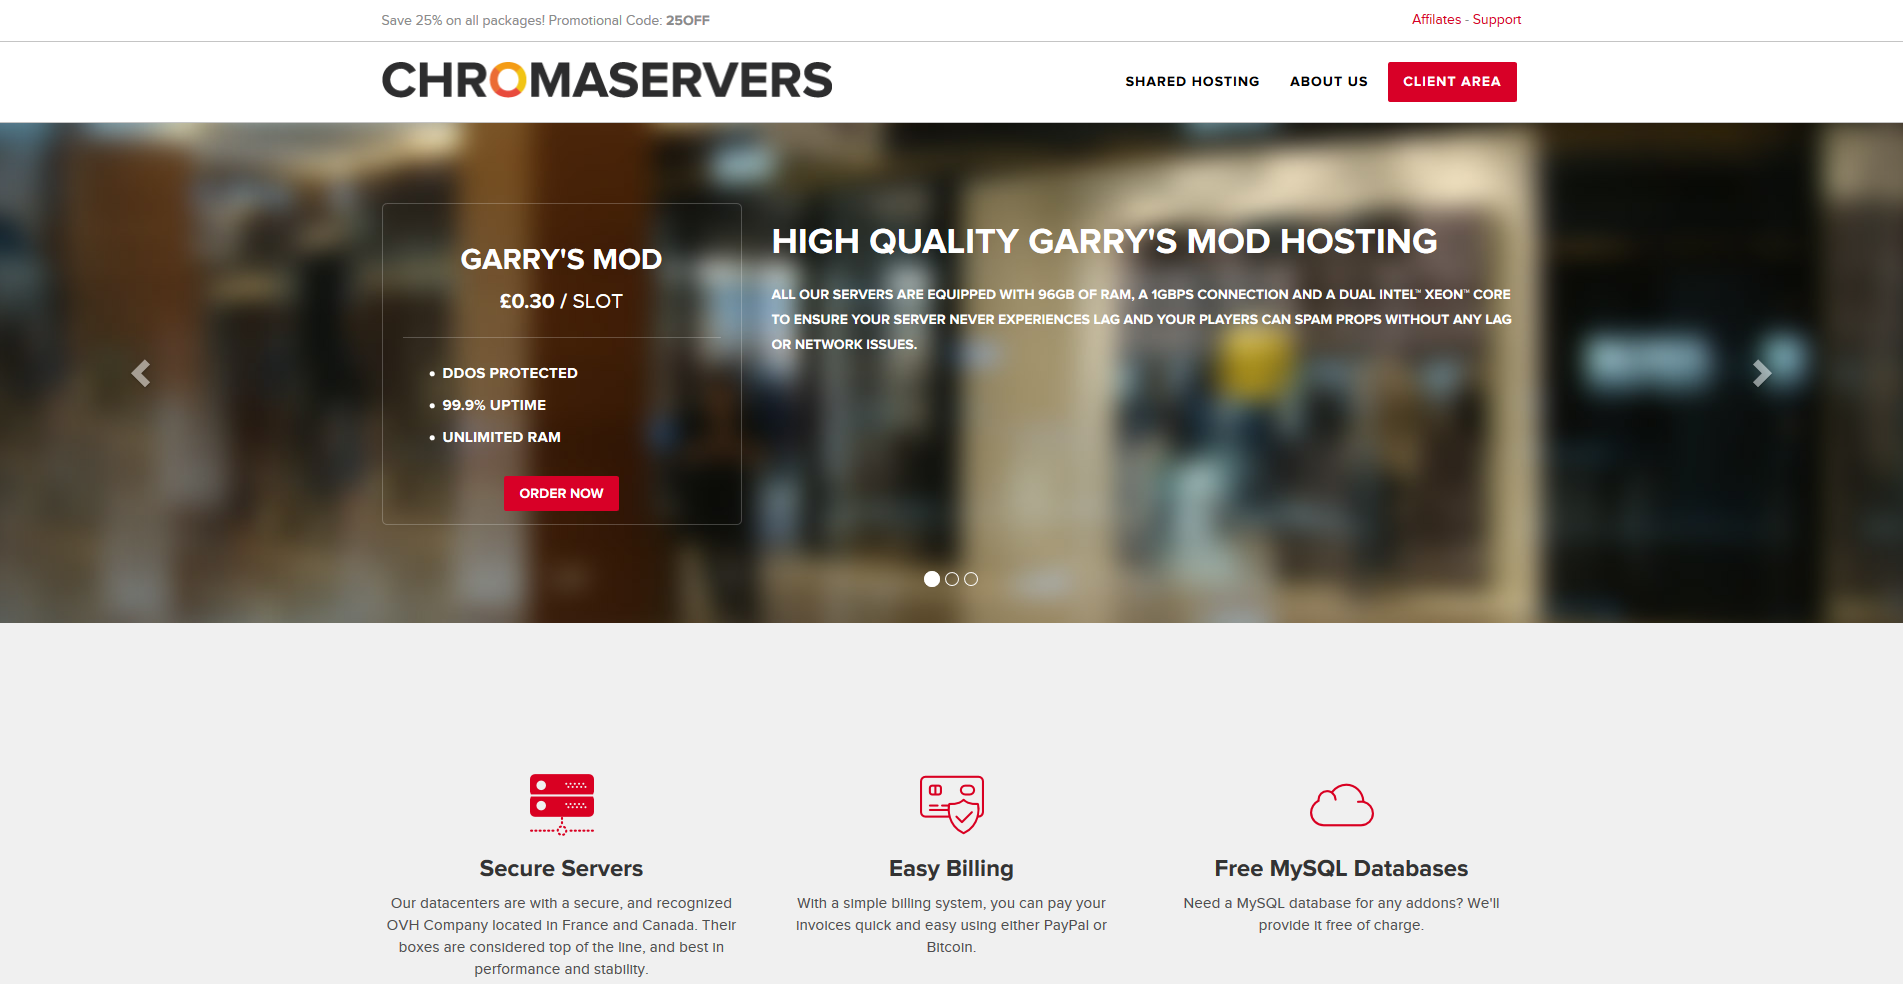 Save 25% on all packages! Promotional Code: 25OFF
Affilates - Support
CHROMASERVERS
SHARED HOSTING
ABOUT US
CLIENT AREA
GARRY'S MOD
£0.30 / SLOT
• DDOS PROTECTED
• 99.9% UPTIME
• UNLIMITED RAM
ORDER NOW
HIGH QUALITY GARRY'S MOD HOSTING
ALL OUR SERVERS ARE EQUIPPED WITH 96GB OF RAM, A 1GBPS CONNECTION AND A DUAL INTEL™ XEON™ CORE
TO ENSURE YOUR SERVER NEVER EXPERIENCES LAG AND YOUR PLAYERS CAN SPAM PROPS WITHOUT ANY LAG
OR NETWORK ISSUES.
Secure Servers
Our datacenters are with a secure, and recognized
OVH Company located in France and Canada. Their
boxes are considered top of the line, and best in
performance and stability.
Easy Billing
With a simple billing system, you can pay your
invoices quick and easy using either PayPal or
Bitcoin.
Free MySQL Databases
Need a MySQL database for any addons? We'll
provide it free of charge.